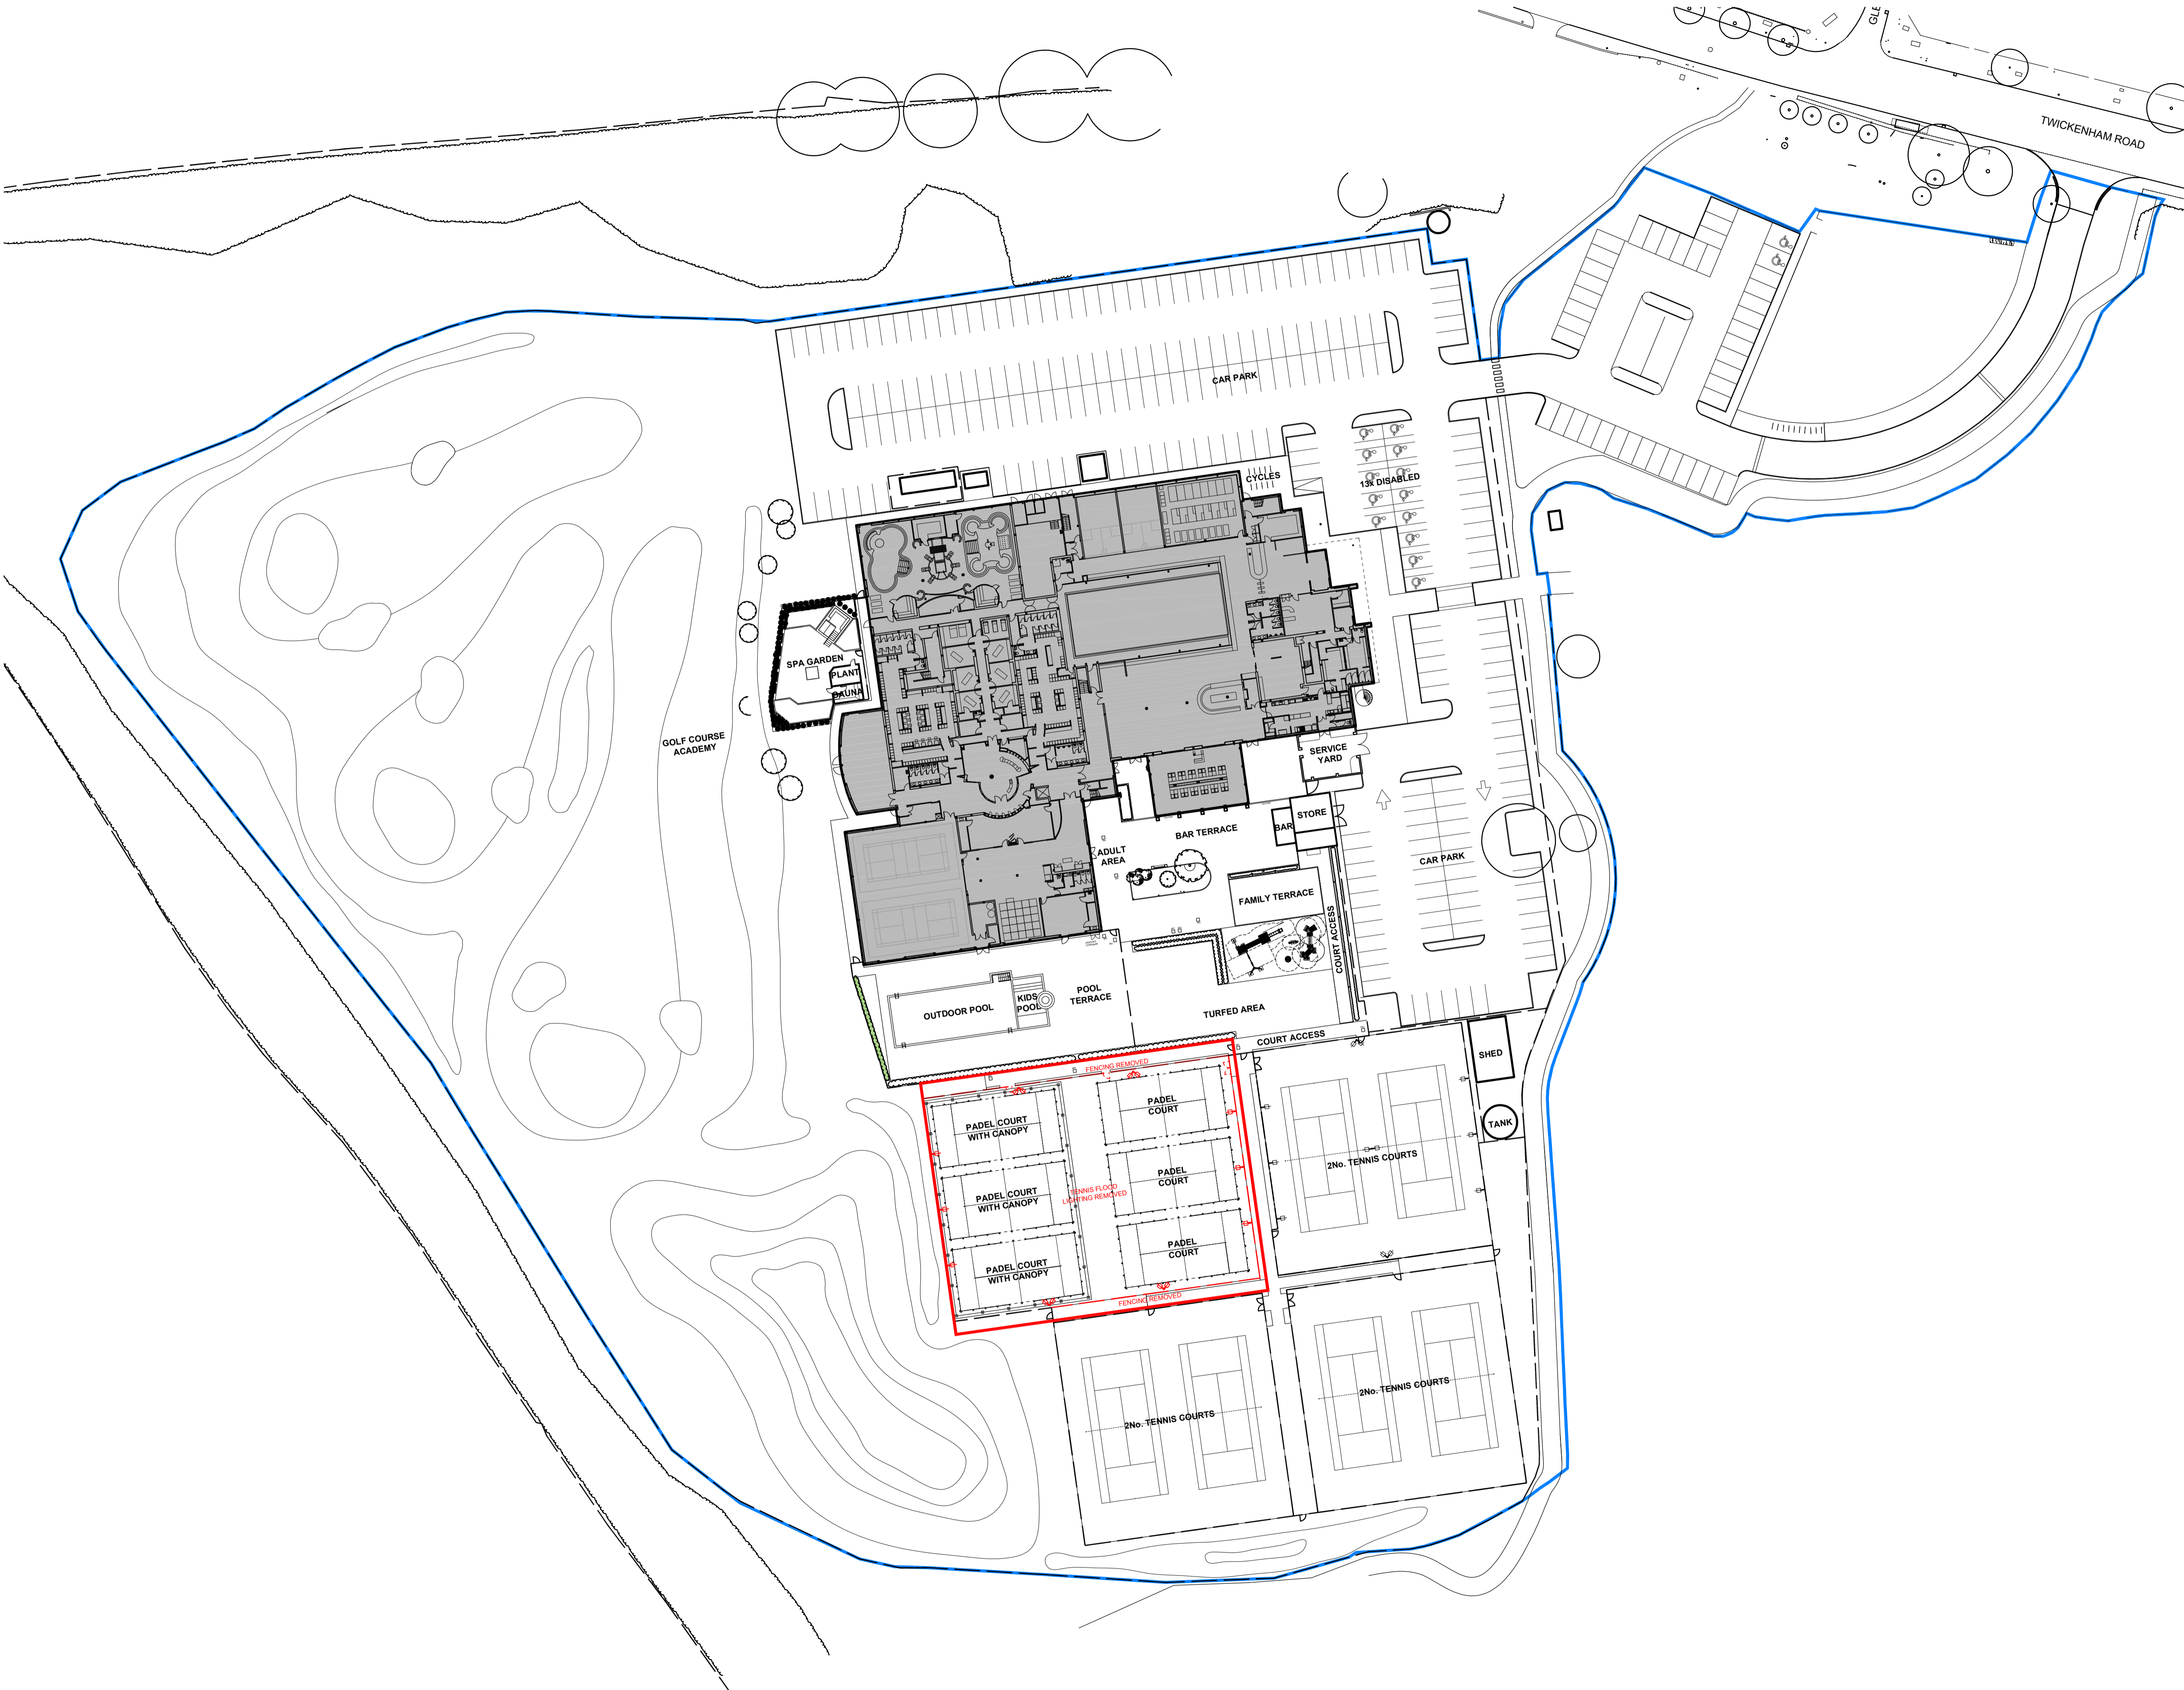 GLE
TWICKENHAM ROAD
CAR PARK
CYCLES
13x DISABLED
SPA GARDEN
PLANT
SAUNA
GOLF COURSE
ACADEMY
SERVICE
YARD
STORE
BAR
BAR TERRACE
ADULT
AREA
CAR PARK
FAMILY TERRACE
COURT ACCESS
POOL
TERRACE
KIDS
POOL
OUTDOOR POOL
TURFED AREA
COURT ACCESS
SHED
FENCING REMOVED
PADEL COURT
WITH CANOPY
PADEL
COURT
TANK
2No. TENNIS COURTS
PADEL COURT
WITH CANOPY
TENNIS FLOOD
LIGHTING REMOVED
PADEL
COURT
PADEL COURT
WITH CANOPY
PADEL
COURT
FENCING REMOVED
2No. TENNIS COURTS
2No. TENNIS COURTS